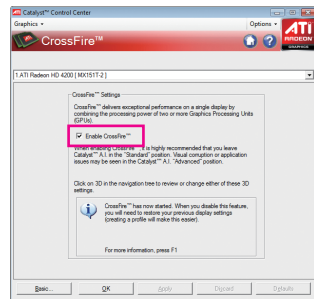 Catalyst™ Control Center
Graphics
Options
CrossFire™
ATI
RADEON
GRAPHICS
1.ATI Radeon HD 4200 [ MX151T-2 ]
CrossFire™ Settings
CrossFire™ delivers exceptional performance on a single display by
combining the processing power of two or more Graphics Processing Units
(GPUs).
Enable CrossFire™
When enabling CrossFire™ it is highly recommended that you leave
Catalyst™ A.I. in the "Standard" position. Visual corruption or application
issues may be seen in the Catalyst™ A.I. "Advanced" position.
Click on 3D in the navigation tree to review or change either of these 3D
settings.
CrossFire™ has now started. When you disable this feature,
you will need to restore your previous display settings
(creating a profile will make this easier).
For more information, press F1
Basic...
OK
Apply
Discard
Defaults